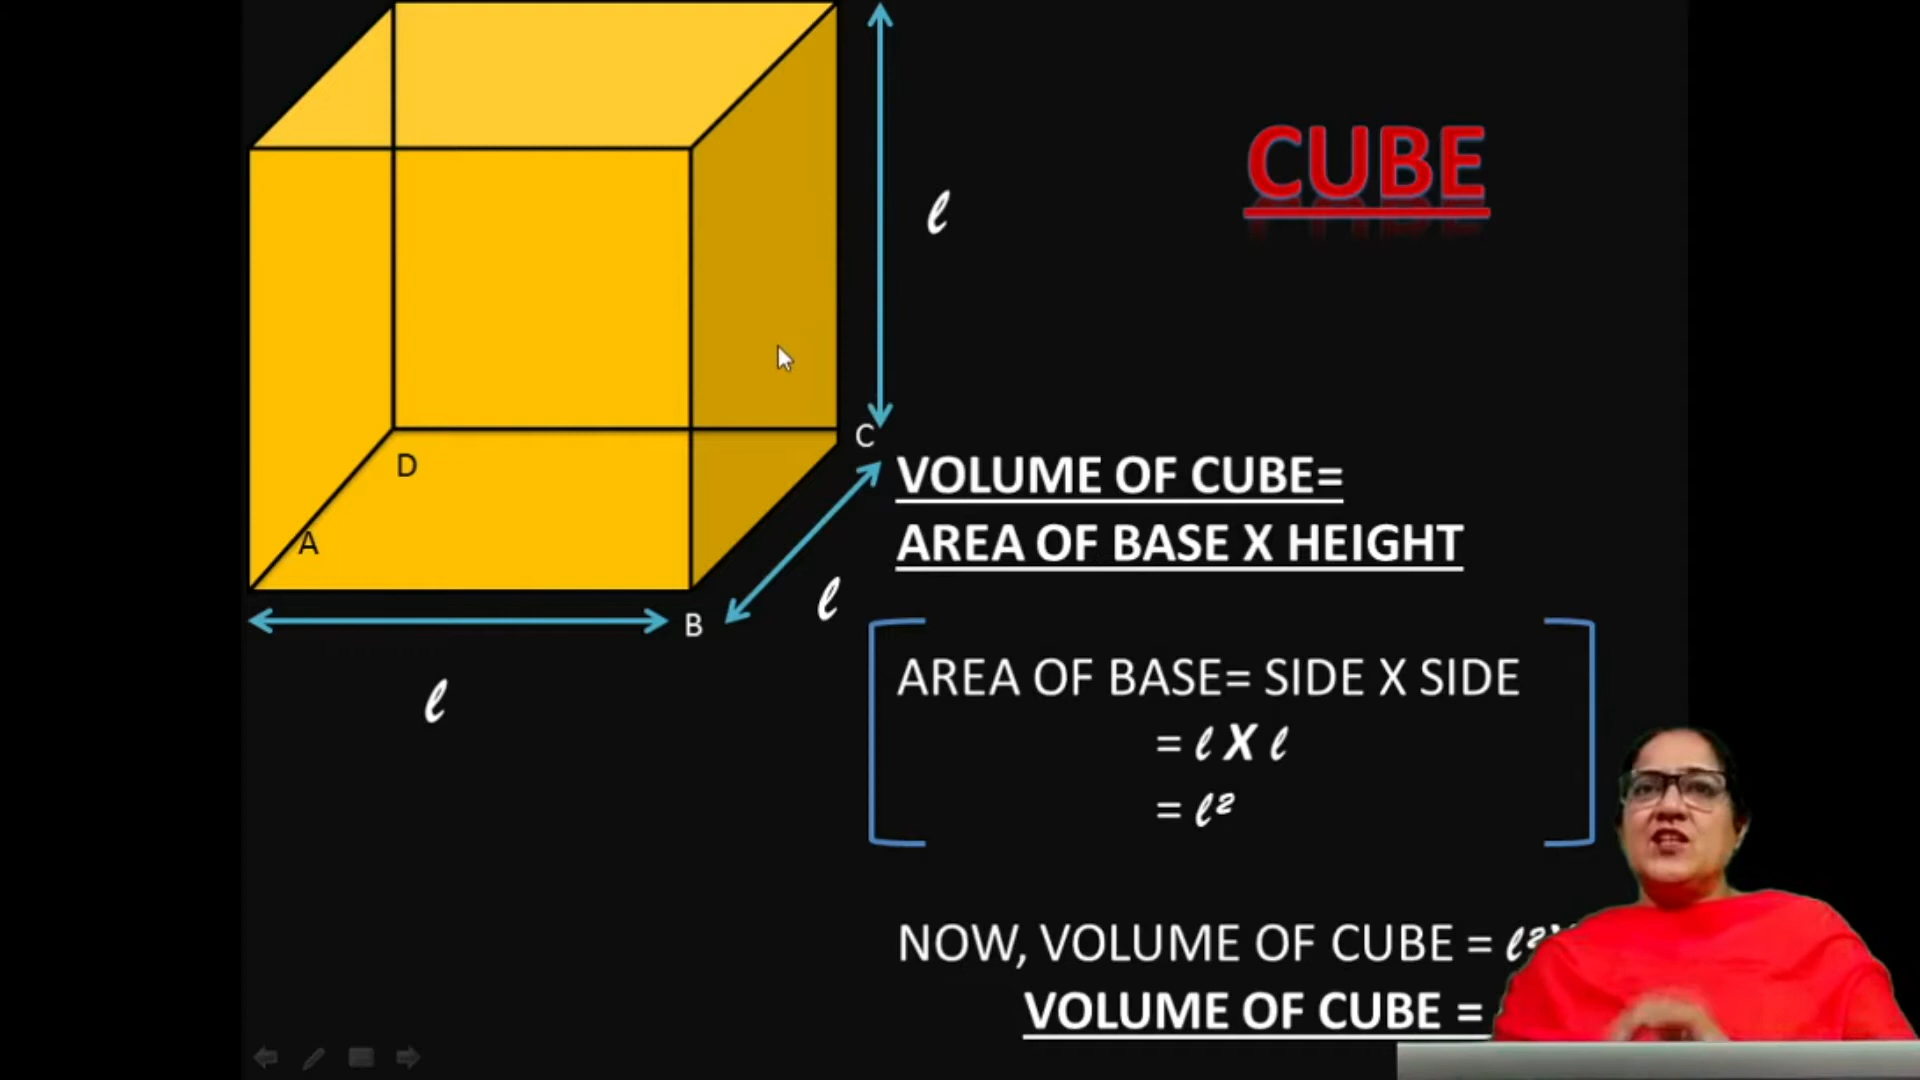 CUBE
ℓ
C
D
A
B
ℓ
ℓ
VOLUME OF CUBE=
AREA OF BASE X HEIGHT
AREA OF BASE= SIDE X SIDE
= ℓ X ℓ
= ℓ²
NOW, VOLUME OF CUBE = ℓ²
VOLUME OF CUBE =